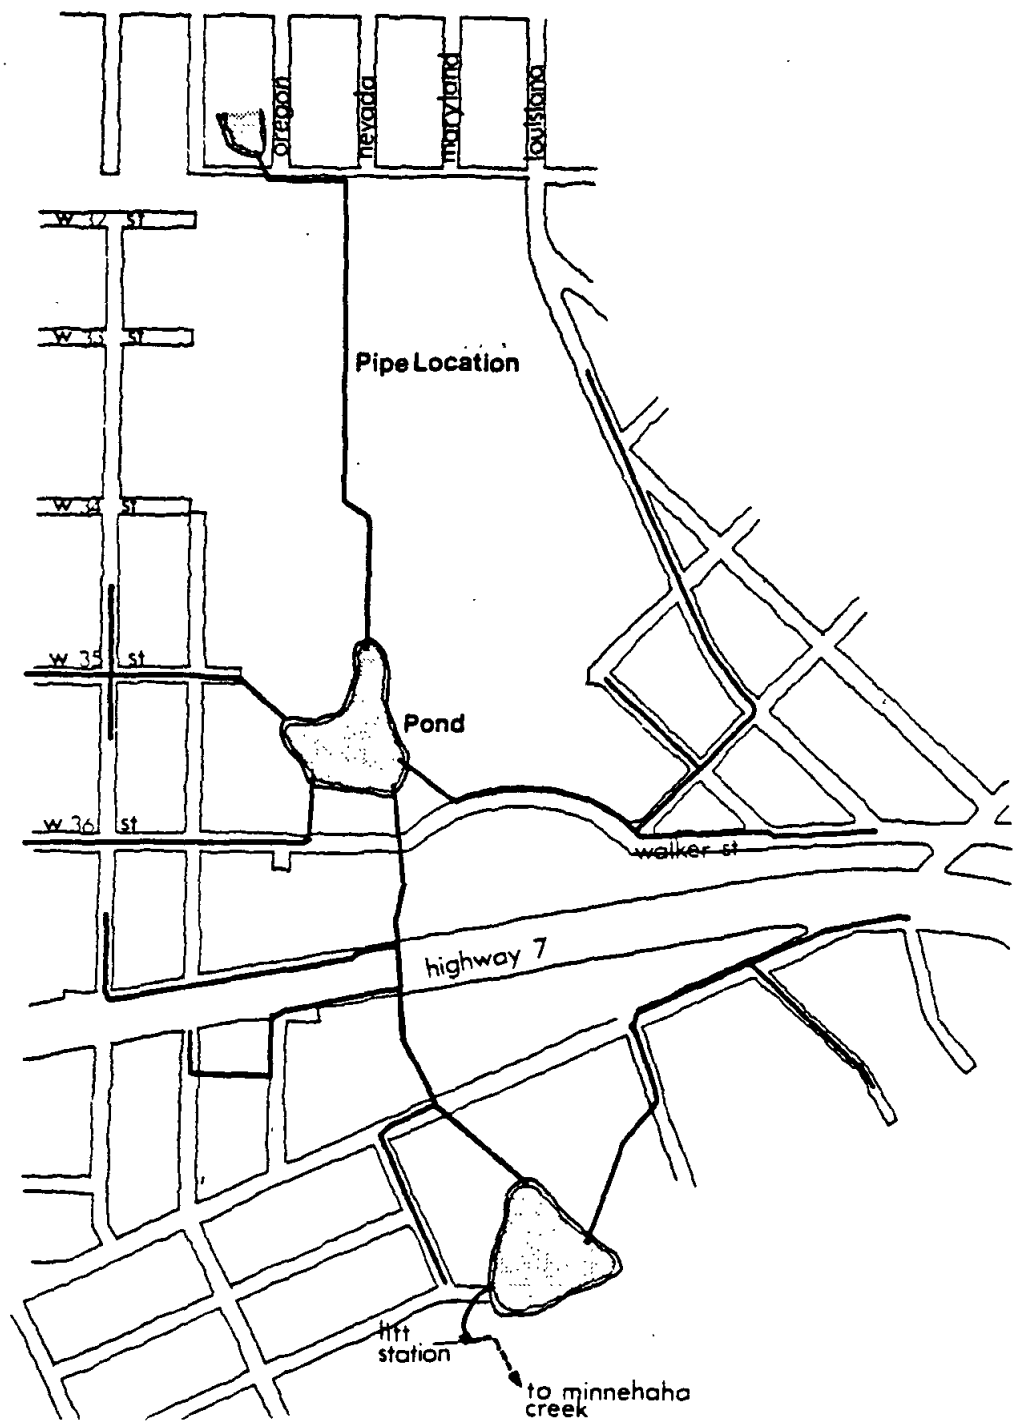 oregon
nevada
maryland
louisiana
w 32 st
w 33 st
Pipe Location
w 34 st
w 35 st
Pond
w 36 st
walker st
highway 7
lift
station
to minnehaha
creek